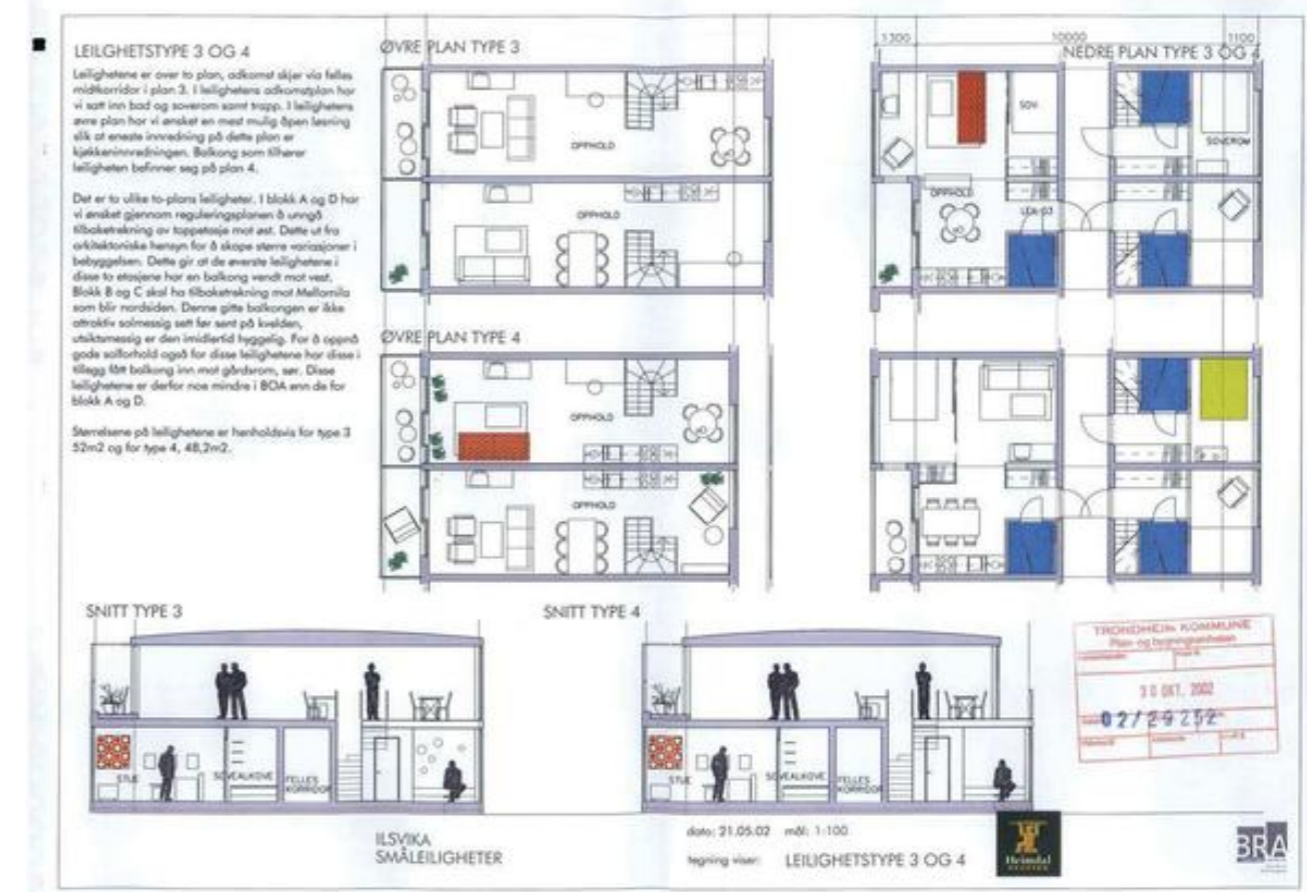 LEILGHETSTYPE 3 OG 4
Leilighetene er over to plan, adkomst skjer via felles
midtkorridor i plan 3. I leilighetens adkomstplan har
vi satt inn bad og soverom samt trapp. I leilighetens
øvre plan har vi ønsket en mest mulig åpen løsning
slik at eneste innredning på dette plan er
kjøkkeninnredningen. Balkong som tilhører
leiligheten befinner seg på plan 4.
Det er to ulike to-plans leiligheter. I blokk A og D har
vi ønsket gjennom reguleringsplanen å unngå
tilbaketrekning av toppetasje mot øst. Dette ut fra
arkitektoniske hensyn for å skape større variasjoner i
bebyggelsen. Dette gir at de øverste leilighetene i
disse to etasjene har en balkong vendt mot vest.
Blokk B og C skal ha tilbaketrekning mot Mellomila
som blir nordsiden. Denne gitte balkongen er ikke
attraktiv solmessig sett før sent på kvelden,
utsiktsmessig er den imidlertid hyggelig. For å oppnå
gode solforhold også for disse leilighetene har disse i
tillegg fått balkong inn mot gårdsrom, sør. Disse
leilighetene er derfor noe mindre i BOA enn de for
blokk A og D.
Størrelsene på leilighetene er henholdsvis for type 3
52m2 og for type 4, 48,2m2.
ØVRE PLAN TYPE 3
OPPHOLD
OPPHOLD
1300 10000 1100
NEDRE PLAN TYPE 3 OG 4
SOV
SOVEROM
OPPHOLD
ØVRE PLAN TYPE 4
OPPHOLD
OPPHOLD
SNITT TYPE 3
STUE
SOVEALKOVE
FELLES
KORRIDOR
SNITT TYPE 4
STUE
SOVEALKOVE
FELLES
KORRIDOR
TRONDHEIM KOMMUNE
Plan- og bygningsenheten
30 OKT. 2002
02/29252
ILSVIKA
SMÅLEILIGHETER
dato: 21.05.02 mål: 1:100
tegning viser: LEILIGHETSTYPE 3 OG 4
Heimdal
BRA